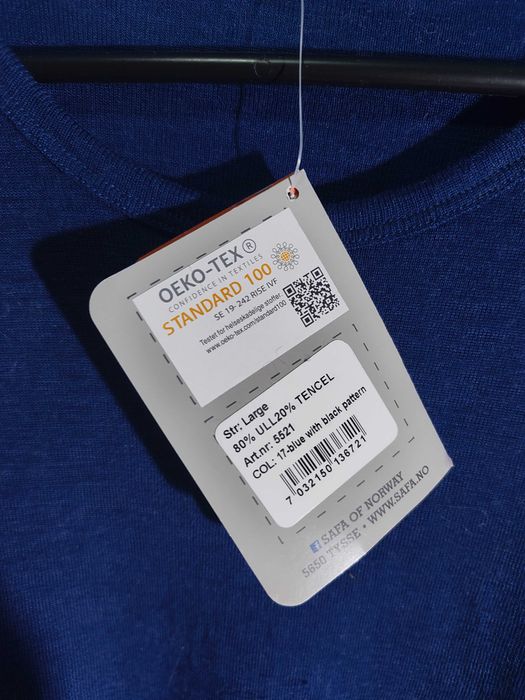 OEKO-TEX®
CONFIDENCE IN TEXTILES
STANDARD 100
SE 19-242 RISE IVF
Testet for helseskadelige stoffer.
www.oeko-tex.com/standard100
Str: Large
80% ULL20% TENCEL
Art.nr: 5521
COL: 17-blue with black pattern
7 032150 136721
f SAFA OF NORWAY
5650 TYSSE • WWW.SAFA.NO